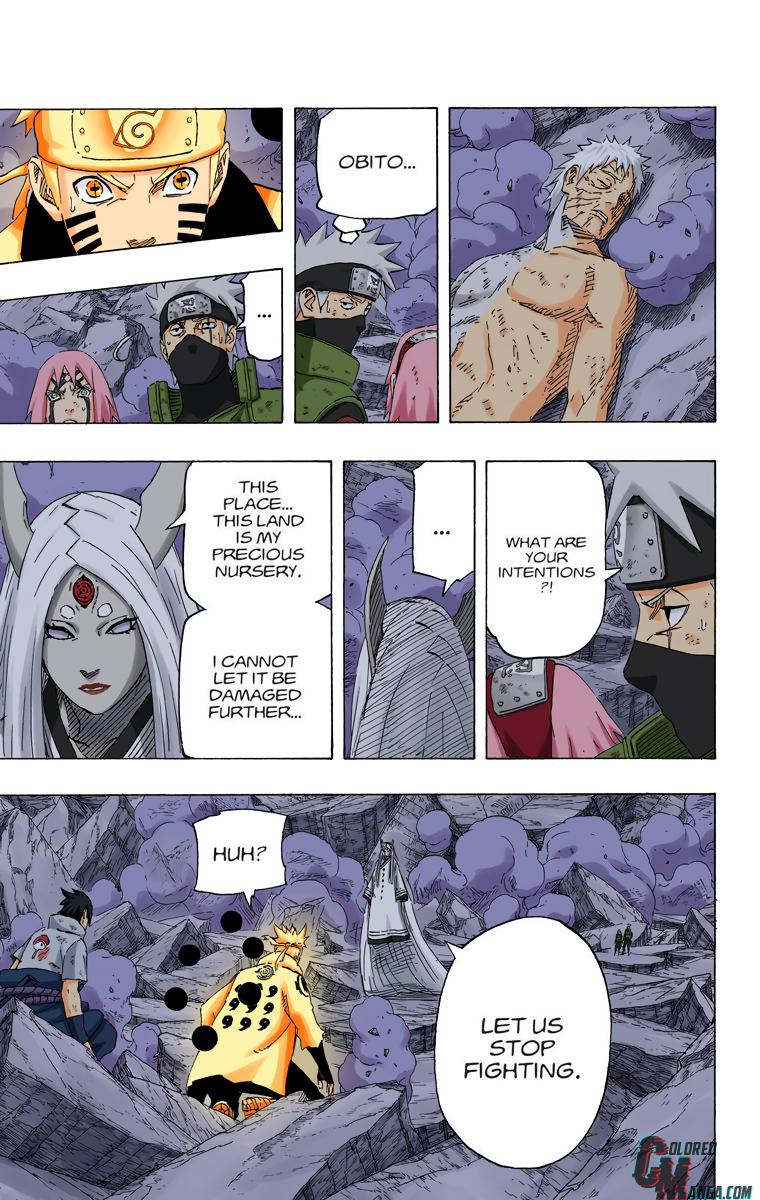 OBITO...
...
WHAT ARE
YOUR
INTENTIONS
?!
...
THIS
PLACE...
THIS LAND
IS MY
PRECIOUS
NURSERY.
I CANNOT
LET IT BE
DAMAGED
FURTHER...
HUH?
LET US
STOP
FIGHTING.
COLORED
MANGA.COM